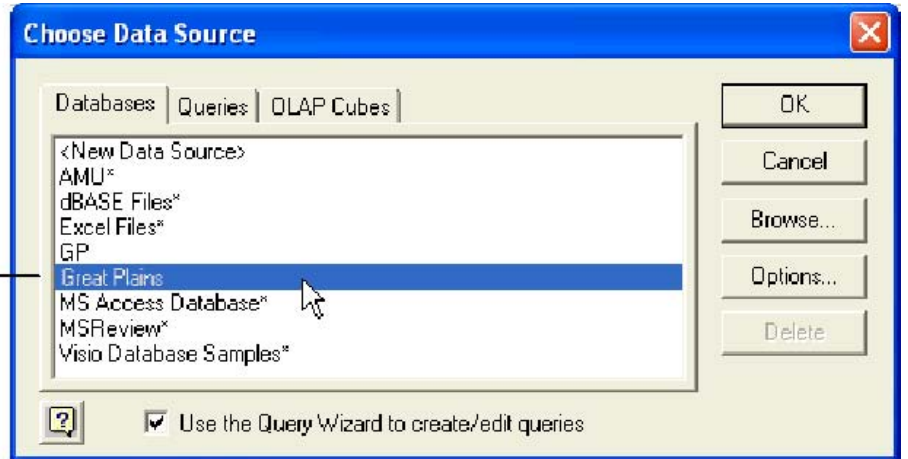 Choose Data Source
Databases Queries OLAP Cubes
<New Data Source>
AMU*
dBASE Files*
Excel Files*
GP
Great Plains
MS Access Database*
MSReview*
Visio Database Samples*
OK
Cancel
Browse...
Options...
Delete
Use the Query Wizard to create/edit queries